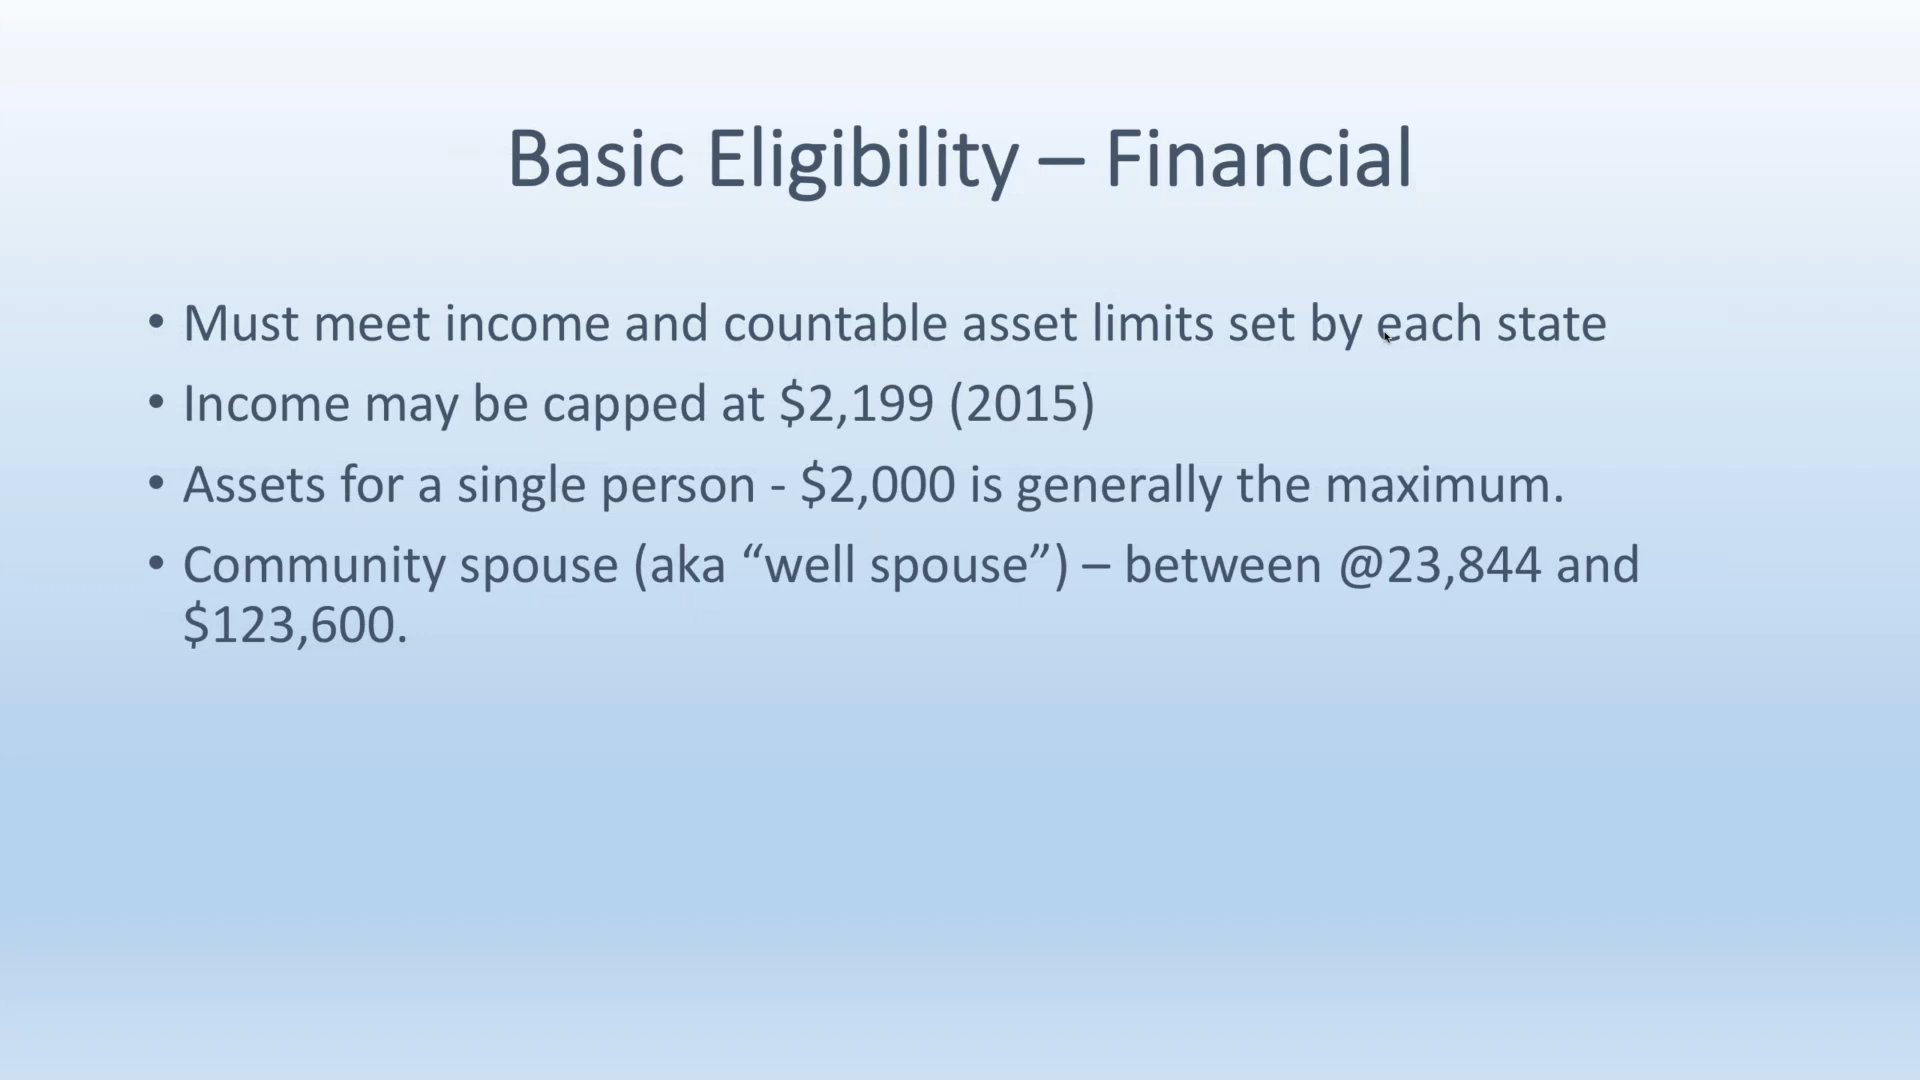 Basic Eligibility – Financial
• Must meet income and countable asset limits set by each state
• Income may be capped at $2,199 (2015)
• Assets for a single person - $2,000 is generally the maximum.
• Community spouse (aka “well spouse”) – between @23,844 and
$123,600.